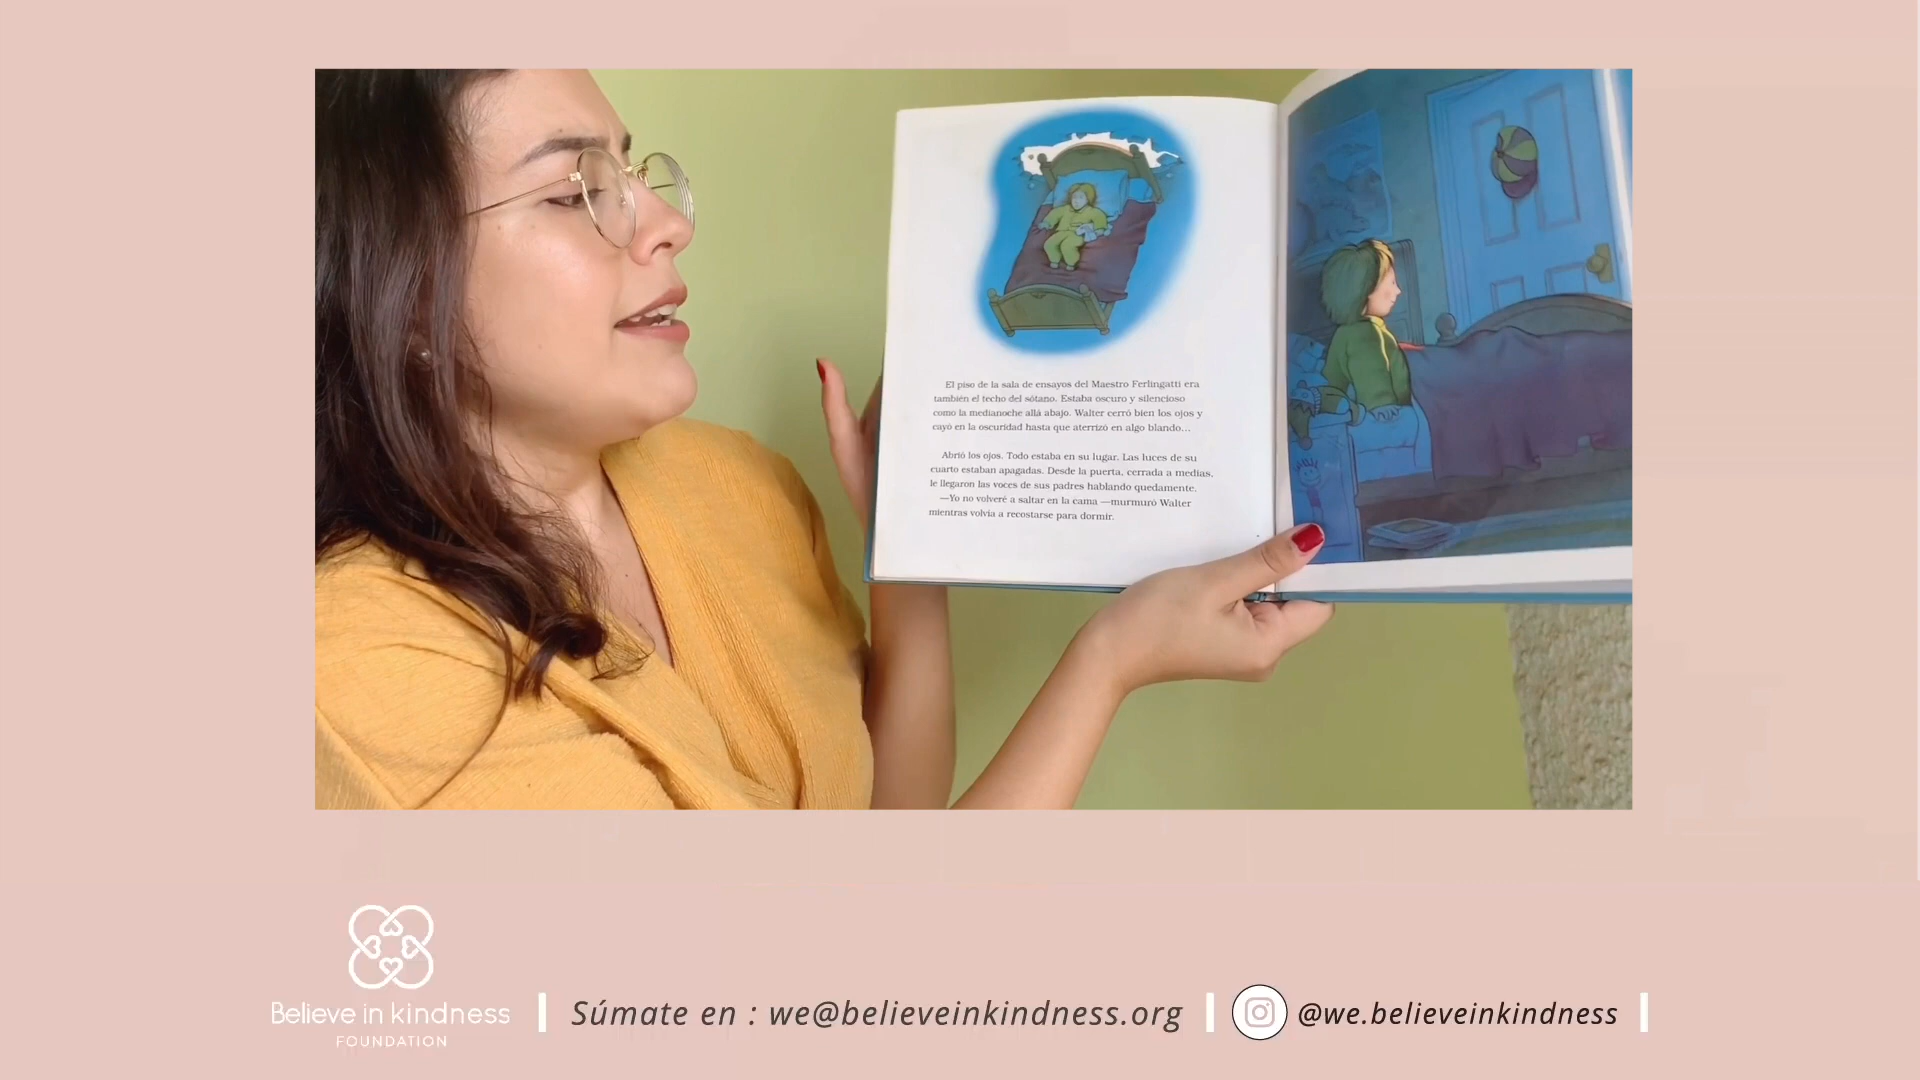 El piso de la sala de ensayos del Maestro Ferlingatti era
también el techo del sótano. Estaba oscuro y silencioso
como la medianoche allá abajo. Walter cerró bien los ojos y
cayó en la oscuridad hasta que aterrizó en algo blando...
Abrió los ojos. Todo estaba en su lugar. Las luces de su
cuarto estaban apagadas. Desde la puerta, cerrada a medias,
le llegaron las voces de sus padres hablando quedamente.
—Yo no volveré a saltar en la cama —murmuró Walter
mientras volvía a recostarse para dormir.
Believe in kindness
FOUNDATION
Súmate en : we@believeinkindness.org
@we.believeinkindness